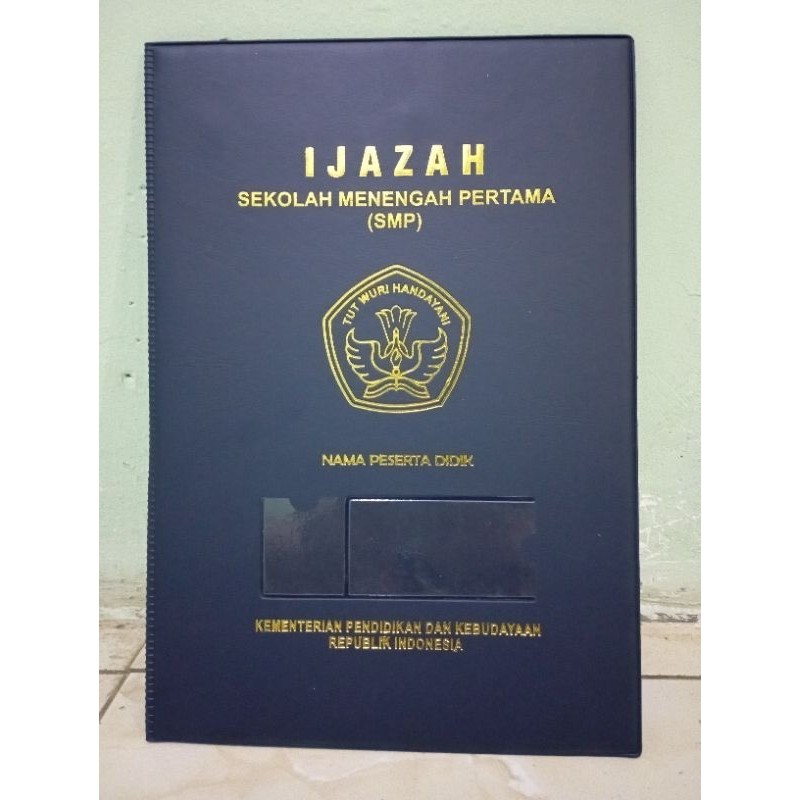 IJAZAH
SEKOLAH MENENGAH PERTAMA
(SMP)
TUT WURI HANDAYANI
NAMA PESERTA DIDIK
KEMENTERIAN PENDIDIKAN DAN KEBUDAYAAN
REPUBLIK INDONESIA